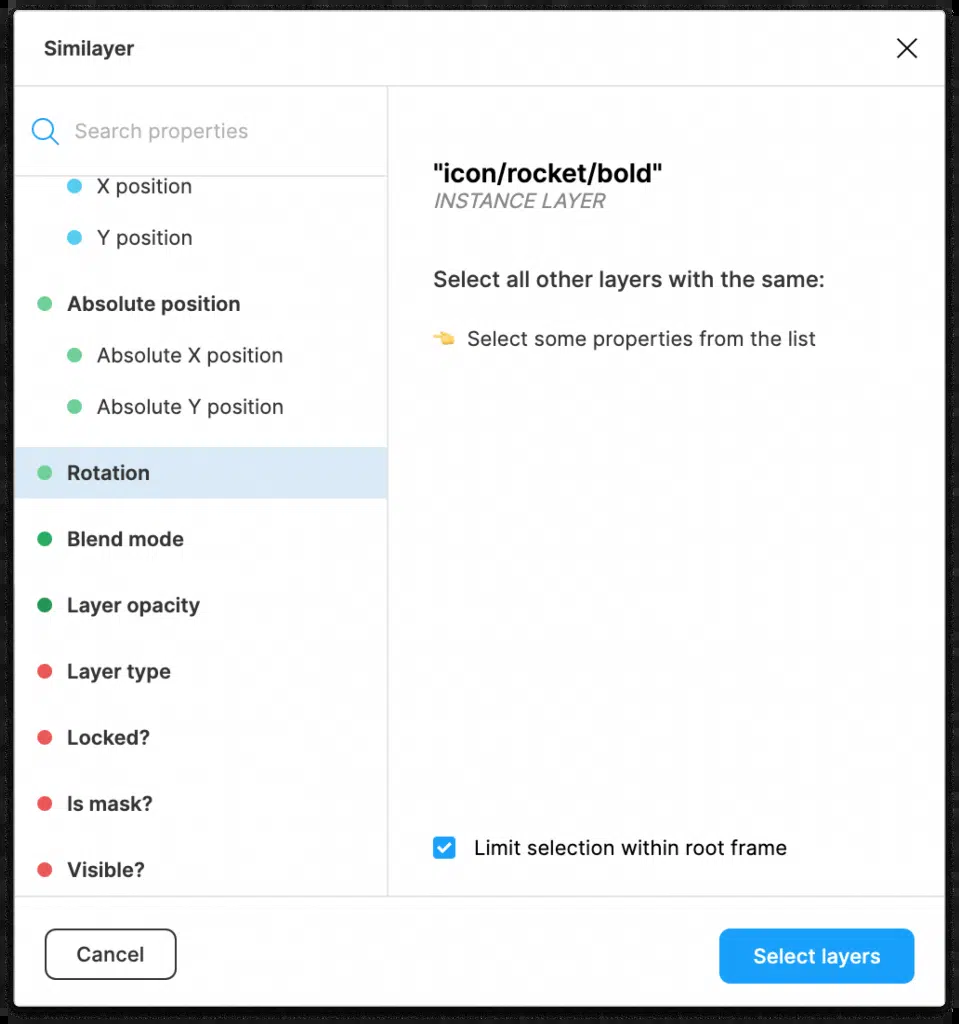 Similayer
Search properties
X position
Y position
Absolute position
Absolute X position
Absolute Y position
Rotation
Blend mode
Layer opacity
Layer type
Locked?
Is mask?
Visible?
"icon/rocket/bold"
INSTANCE LAYER
Select all other layers with the same:
👈 Select some properties from the list
Limit selection within root frame
Cancel
Select layers